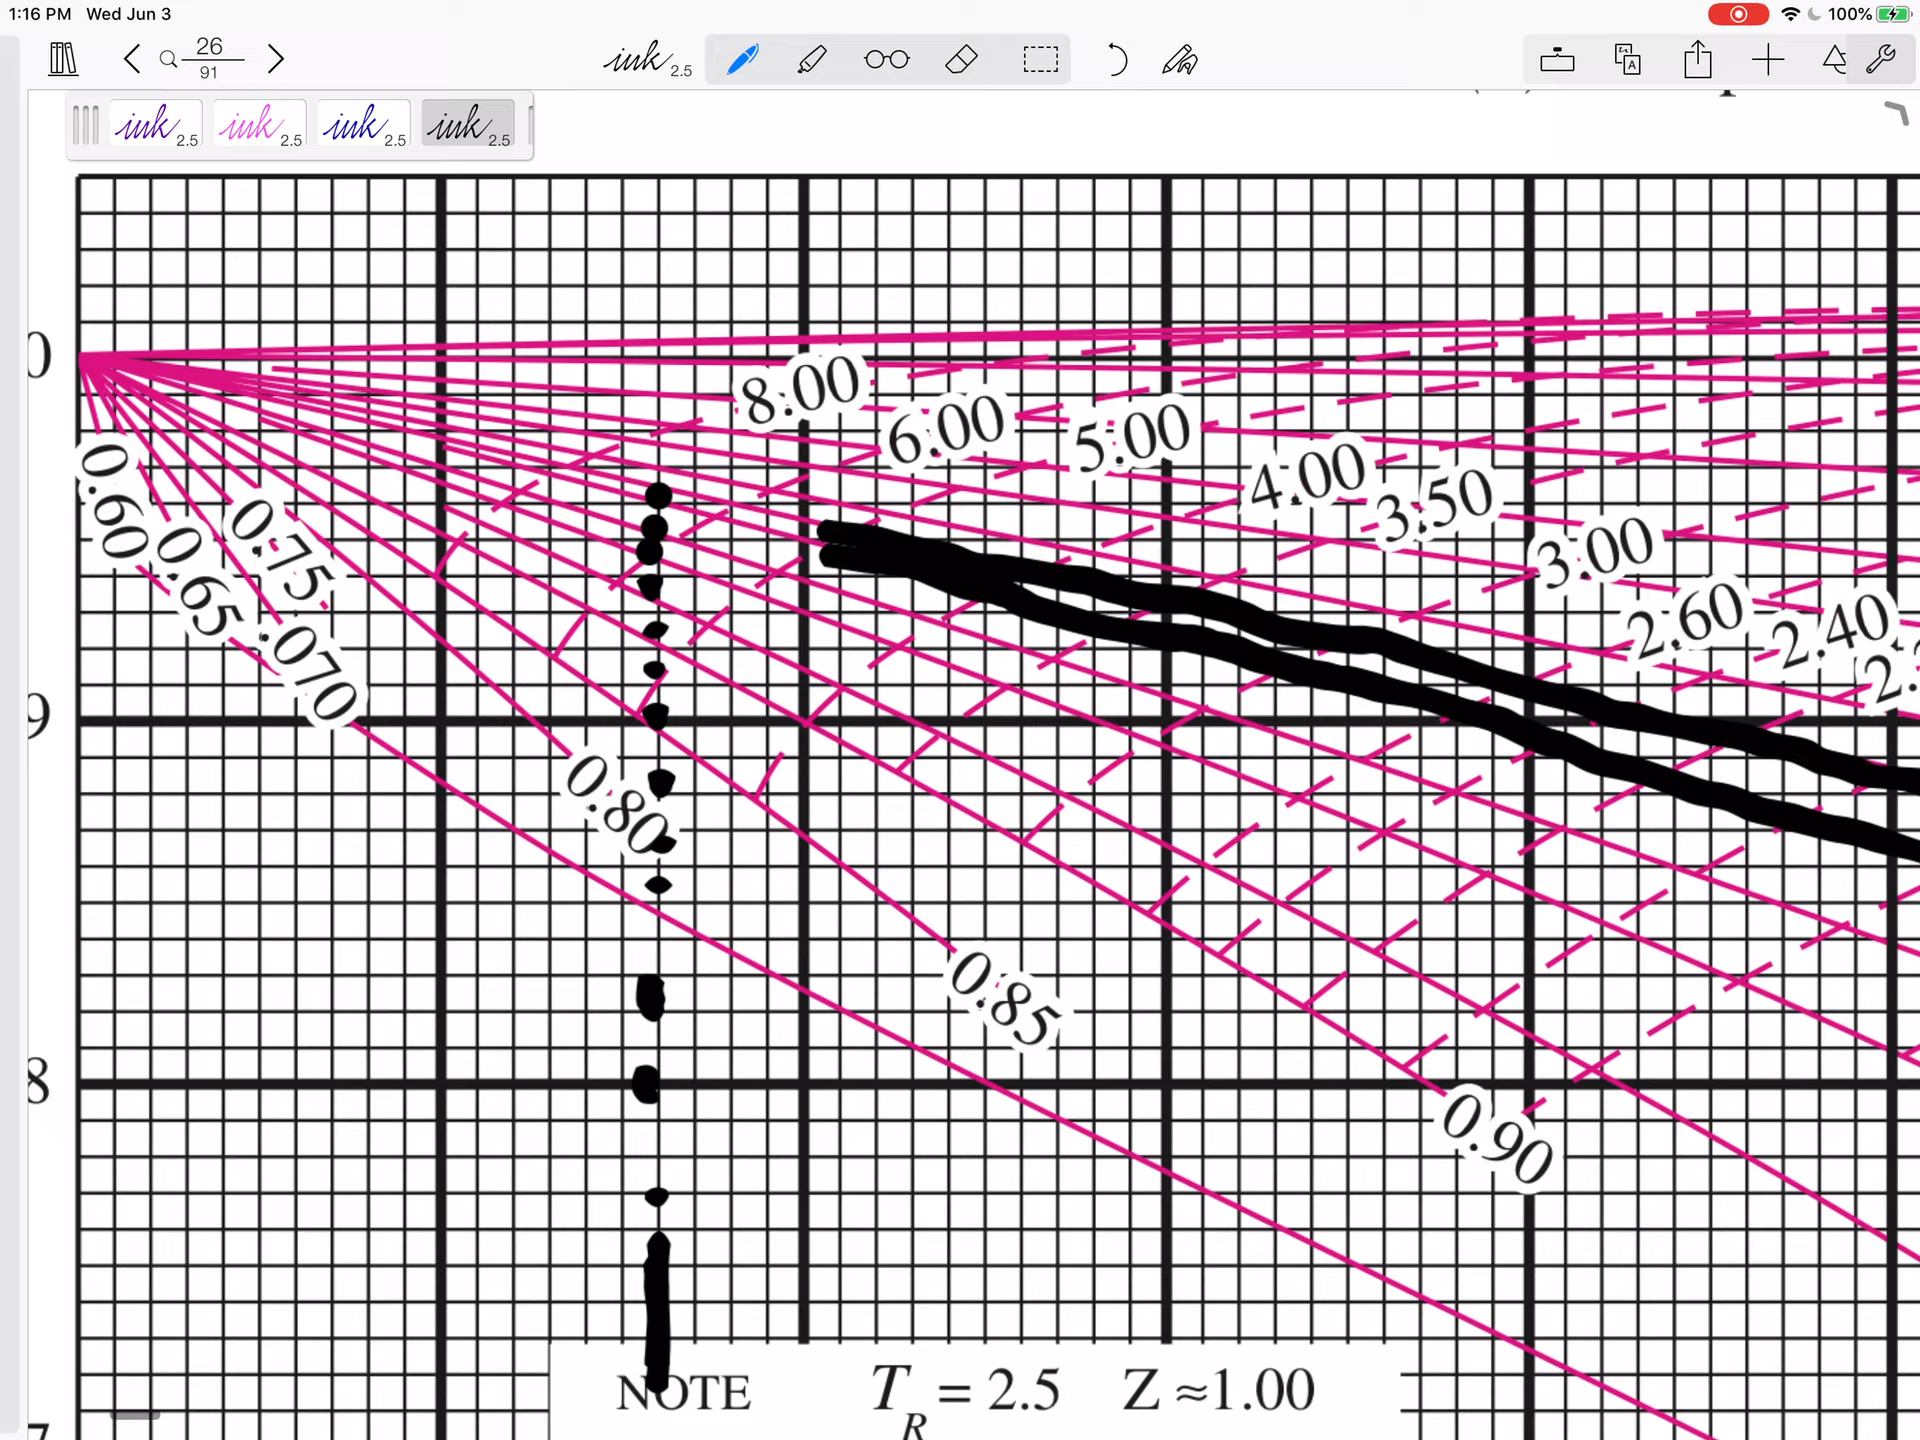 1:16 PM Wed Jun 3
100%
26
91
ink 2.5
A
ink 2.5
ink 2.5
ink 2.5
ink 2.5
0
9
8
7
8.00
6.00
5.00
4.00
3.50
3.00
2.60
2.40
0.60
0.65
0.75
.070
0.80
0.85
0.90
NOTE T_R = 2.5 Z ≈1.00